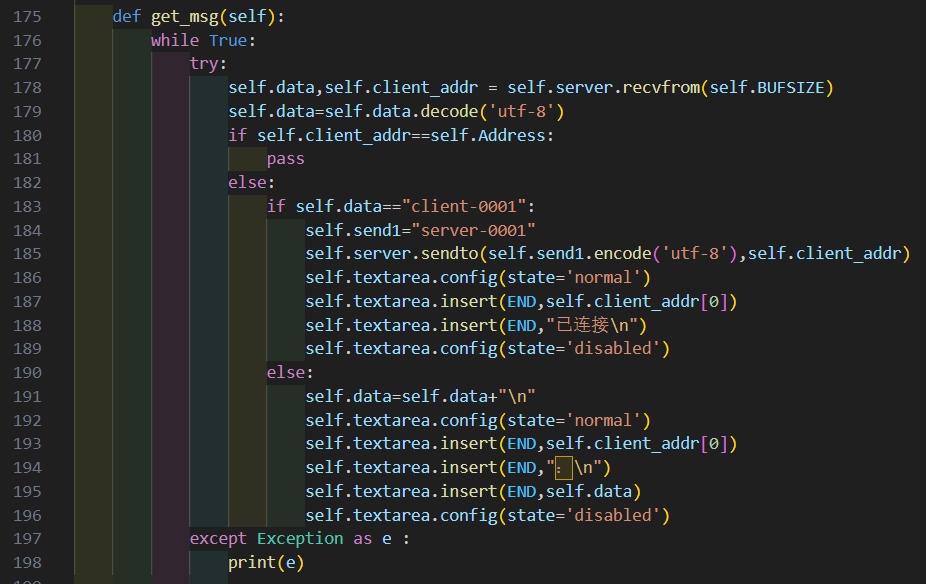 175 def get_msg(self):
176 while True:
177 try:
178 self.data,self.client_addr = self.server.recvfrom(self.BUFSIZE)
179 self.data=self.data.decode('utf-8')
180 if self.client_addr==self.Address:
181 pass
182 else:
183 if self.data=="client-0001":
184 self.send1="server-0001"
185 self.server.sendto(self.send1.encode('utf-8'),self.client_addr)
186 self.textarea.config(state='normal')
187 self.textarea.insert(END,self.client_addr[0])
188 self.textarea.insert(END,"已连接\n")
189 self.textarea.config(state='disabled')
190 else:
191 self.data=self.data+"\n"
192 self.textarea.config(state='normal')
193 self.textarea.insert(END,self.client_addr[0])
194 self.textarea.insert(END,"：\n")
195 self.textarea.insert(END,self.data)
196 self.textarea.config(state='disabled')
197 except Exception as e :
198 print(e)